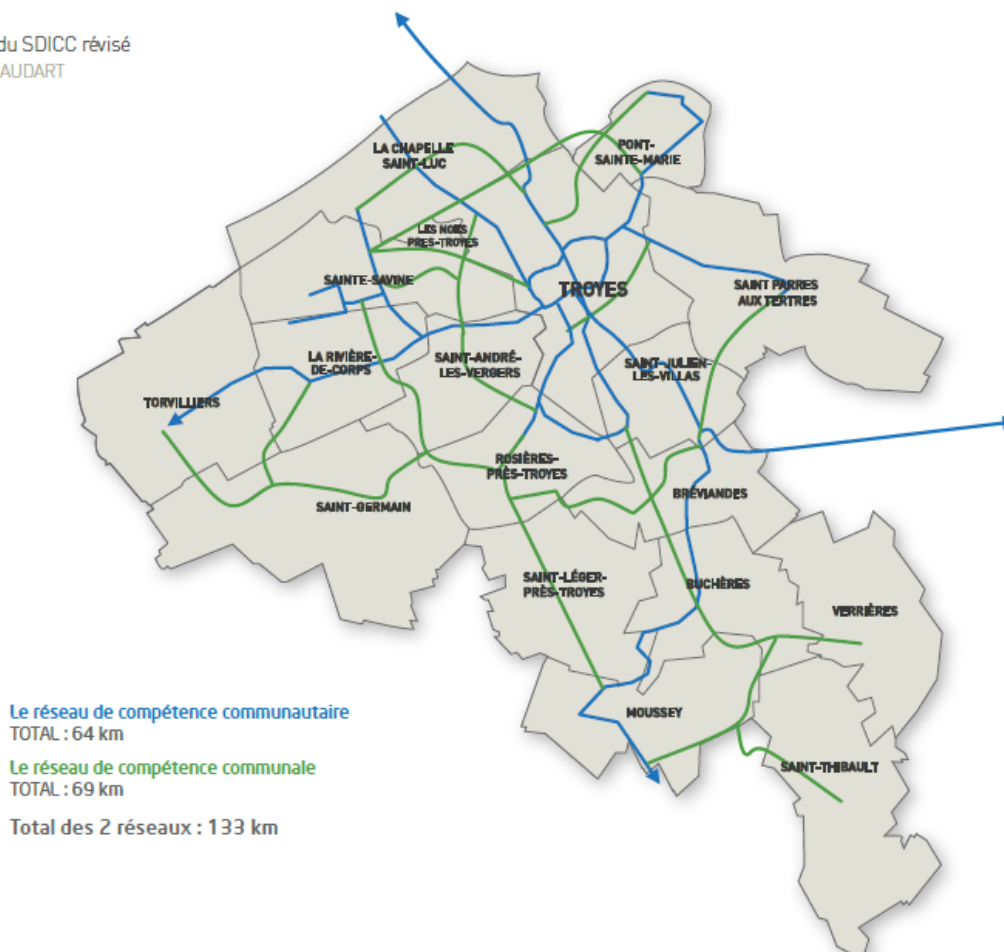 du SDICC révisé
AUDART
LA CHAPELLE
SAINT-LUC
PONT-
SAINTE-MARIE
LES NOES
PRES-TROYES
SAINTE-SAVINE
TROYES
SAINT PARRES
AUX TERTRES
LA RIVIÈRE-
DE-CORPS
SAINT-ANDRÉ-
LES-VERGERS
SAINT-JULIEN-
LES-VILLAS
TORVILLIERS
ROSIÈRES-
PRÈS-TROYES
SAINT-GERMAIN
BRÉVIANDES
SAINT-LÉGER-
PRÈS-TROYES
BUCHÈRES
VERRIÈRES
MOUSSEY
SAINT-THIBAULT
Le réseau de compétence communautaire
TOTAL : 64 km
Le réseau de compétence communale
TOTAL : 69 km
Total des 2 réseaux : 133 km